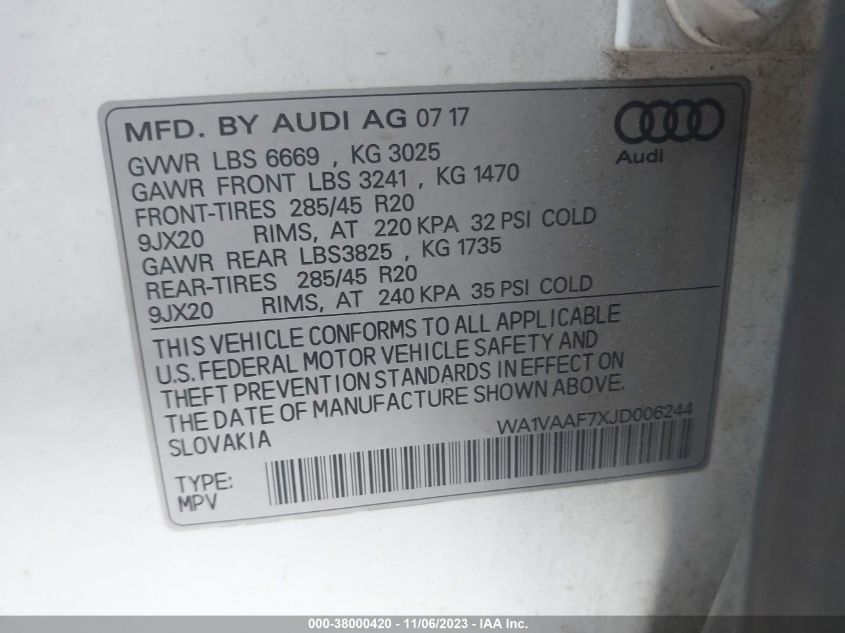 MFD. BY AUDI AG 07 17
Audi
GVWR LBS 6669 , KG 3025
GAWR FRONT LBS 3241 , KG 1470
FRONT-TIRES 285/45 R20
9JX20 RIMS, AT 220 KPA 32 PSI COLD
GAWR REAR LBS3825 , KG 1735
REAR-TIRES 285/45 R20
9JX20 RIMS, AT 240 KPA 35 PSI COLD
THIS VEHICLE CONFORMS TO ALL APPLICABLE
U.S. FEDERAL MOTOR VEHICLE SAFETY AND
THEFT PREVENTION STANDARDS IN EFFECT ON
THE DATE OF MANUFACTURE SHOWN ABOVE.
SLOVAKIA WA1VAAF7XJD006244
TYPE:
MPV
000-38000420 - 11/06/2023 - IAA Inc.